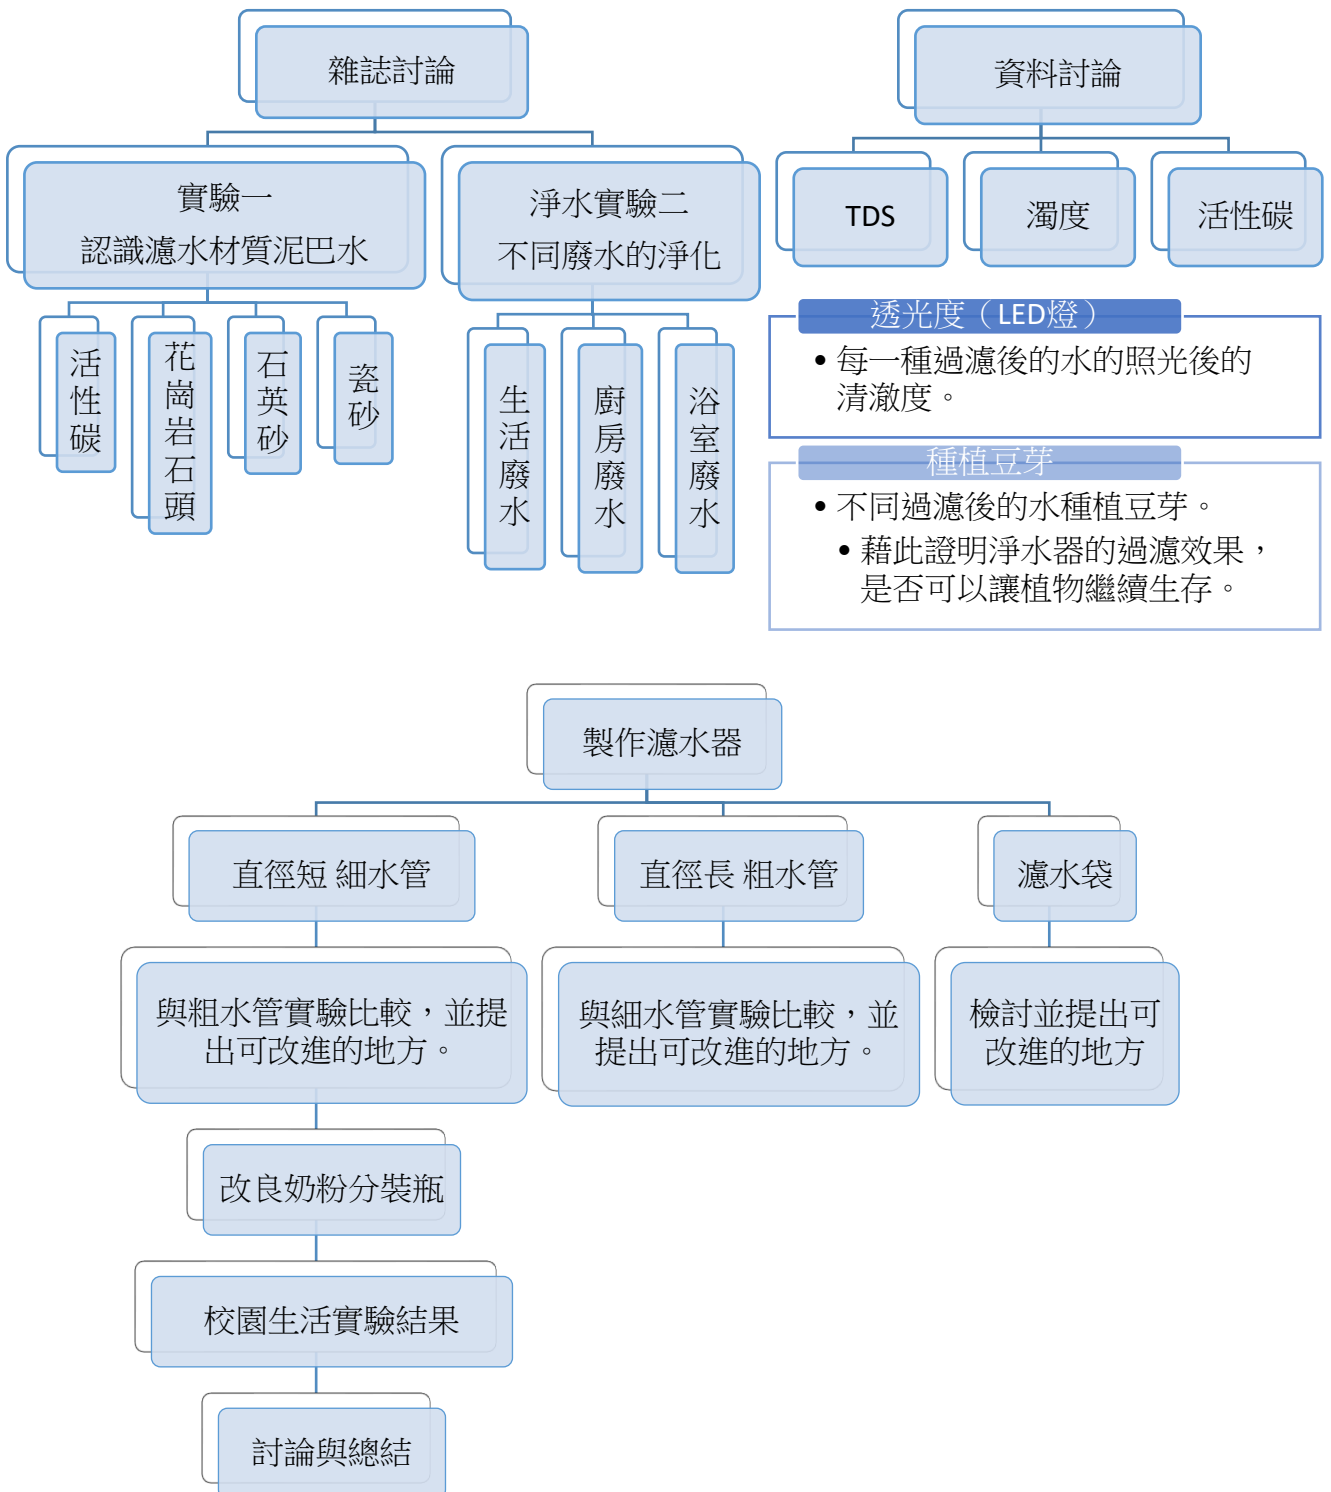 雜誌討論
實驗一
認識濾水材質泥巴水
活性碳
花崗岩石頭
石英砂
瓷砂
淨水實驗二
不同廢水的淨化
生活廢水
廚房廢水
浴室廢水
資料討論
TDS
濁度
活性碳
透光度（LED燈）
• 每一種過濾後的水的照光後的
清澈度。
種植豆芽
• 不同過濾後的水種植豆芽。
• 藉此證明淨水器的過濾效果，
是否可以讓植物繼續生存。
製作濾水器
直徑短 細水管
與粗水管實驗比較，並提
出可改進的地方。
改良奶粉分裝瓶
校園生活實驗結果
討論與總結
直徑長 粗水管
與細水管實驗比較，並
提出可改進的地方。
濾水袋
檢討並提出可
改進的地方